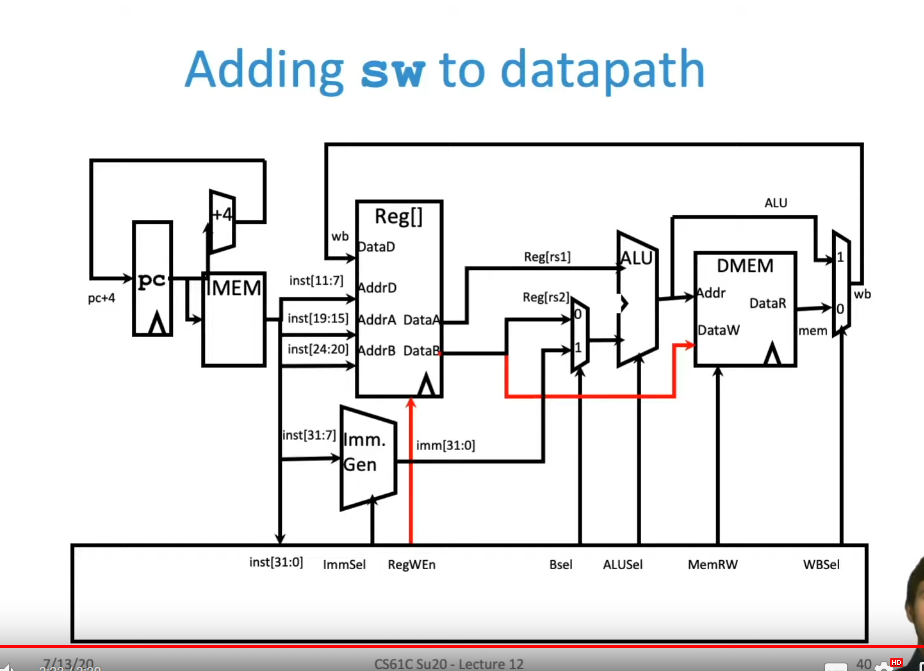 Adding sw to datapath
+4
pc
pc+4
IMEM
inst[11:7]
inst[19:15]
inst[24:20]
inst[31:7]
wb
Reg[]
DataD
AddrD
AddrA DataA
AddrB DataB
Imm.
Gen
imm[31:0]
Reg[rs1]
Reg[rs2]
0
1
ALU
ALU
DMEM
Addr
DataR
DataW
mem
1
0
wb
inst[31:0]
ImmSel
RegWEn
Bsel
ALUSel
MemRW
WBSel
7/13/20
CS61C Su20 - Lecture 12
40
HD